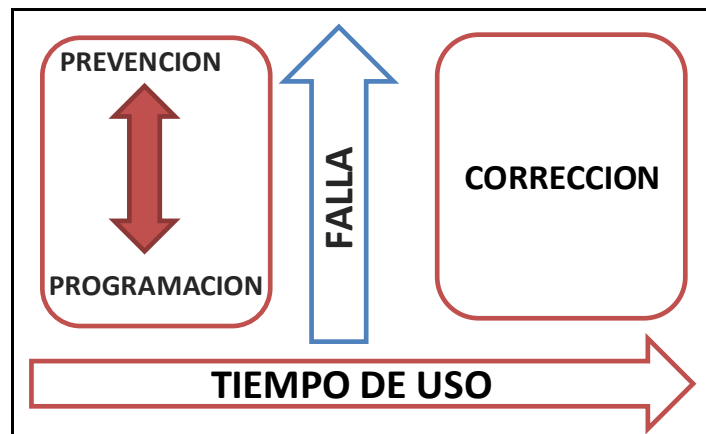 PREVENCION
PROGRAMACION
FALLA
CORRECCION
TIEMPO DE USO